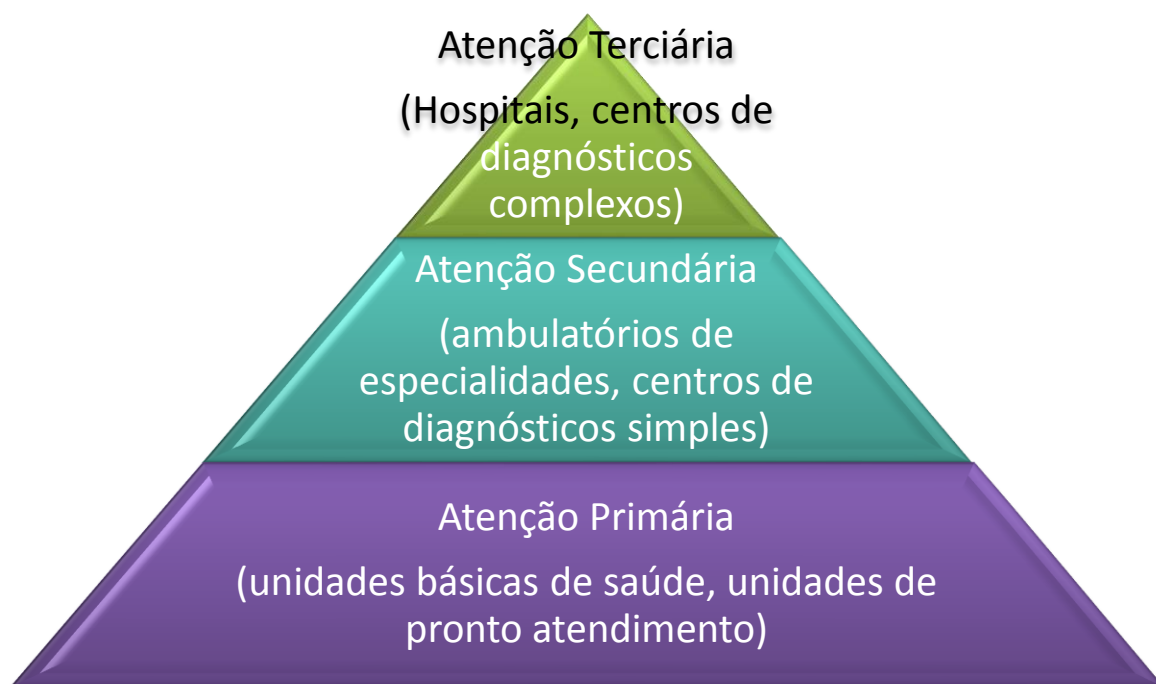 Atenção Terciária
(Hospitais, centros de
diagnósticos
complexos)
Atenção Secundária
(ambulatórios de
especialidades, centros de
diagnósticos simples)
Atenção Primária
(unidades básicas de saúde, unidades de
pronto atendimento)